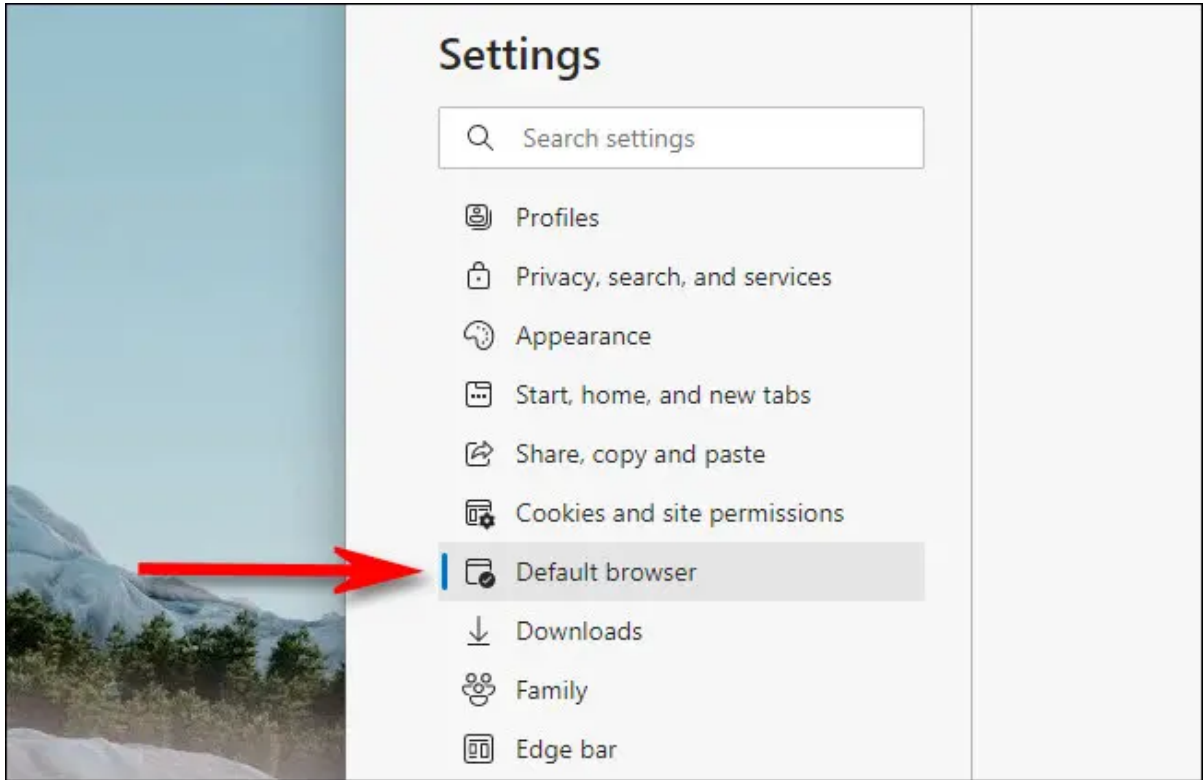 Settings
Search settings
Profiles
Privacy, search, and services
Appearance
Start, home, and new tabs
Share, copy and paste
Cookies and site permissions
Default browser
Downloads
Family
Edge bar